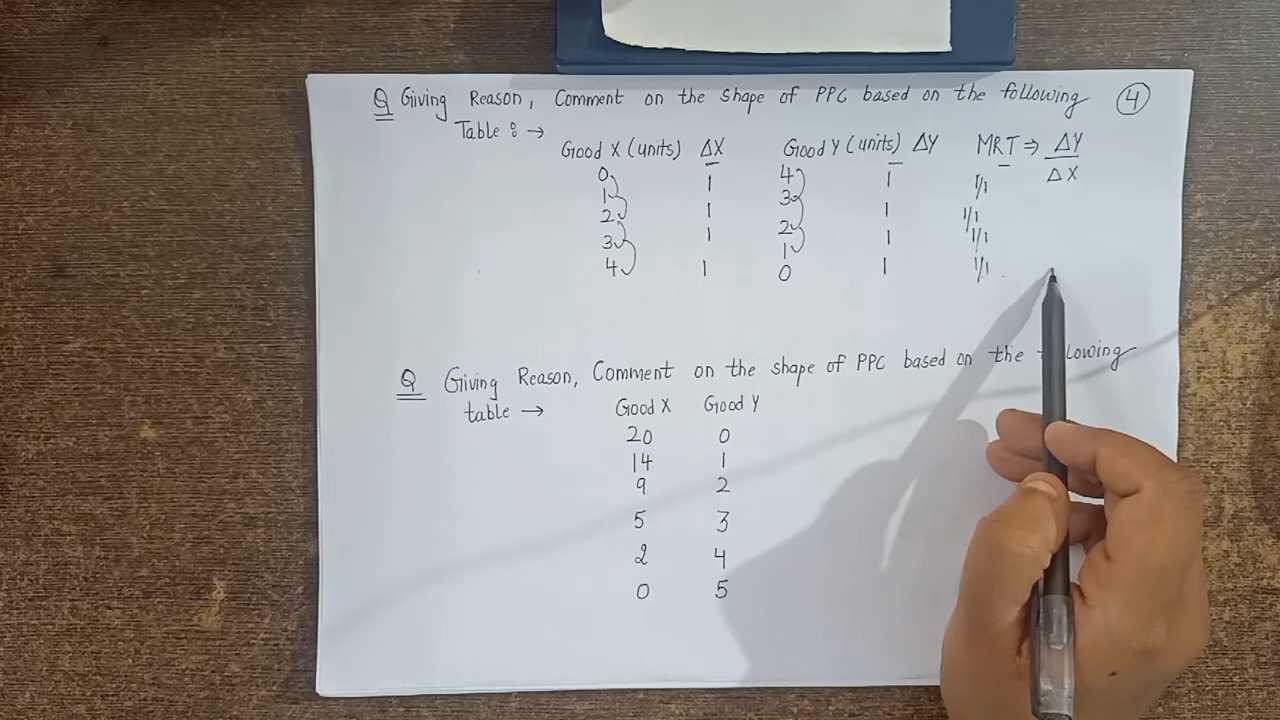 Q Giving Reason, Comment on the shape of PPC based on the following 4
Table : →
Good X (units) ΔX Good Y (units) ΔY MRT ⇒ ΔY/ΔX
0 4
1 1 3 1 1/1
2 1 2 1 1/1
3 1 1 1 1/1
4 1 0 1 1/1
Q Giving Reason, Comment on the shape of PPC based on the lowing
table → Good X Good Y
20 0
14 1
9 2
5 3
2 4
0 5